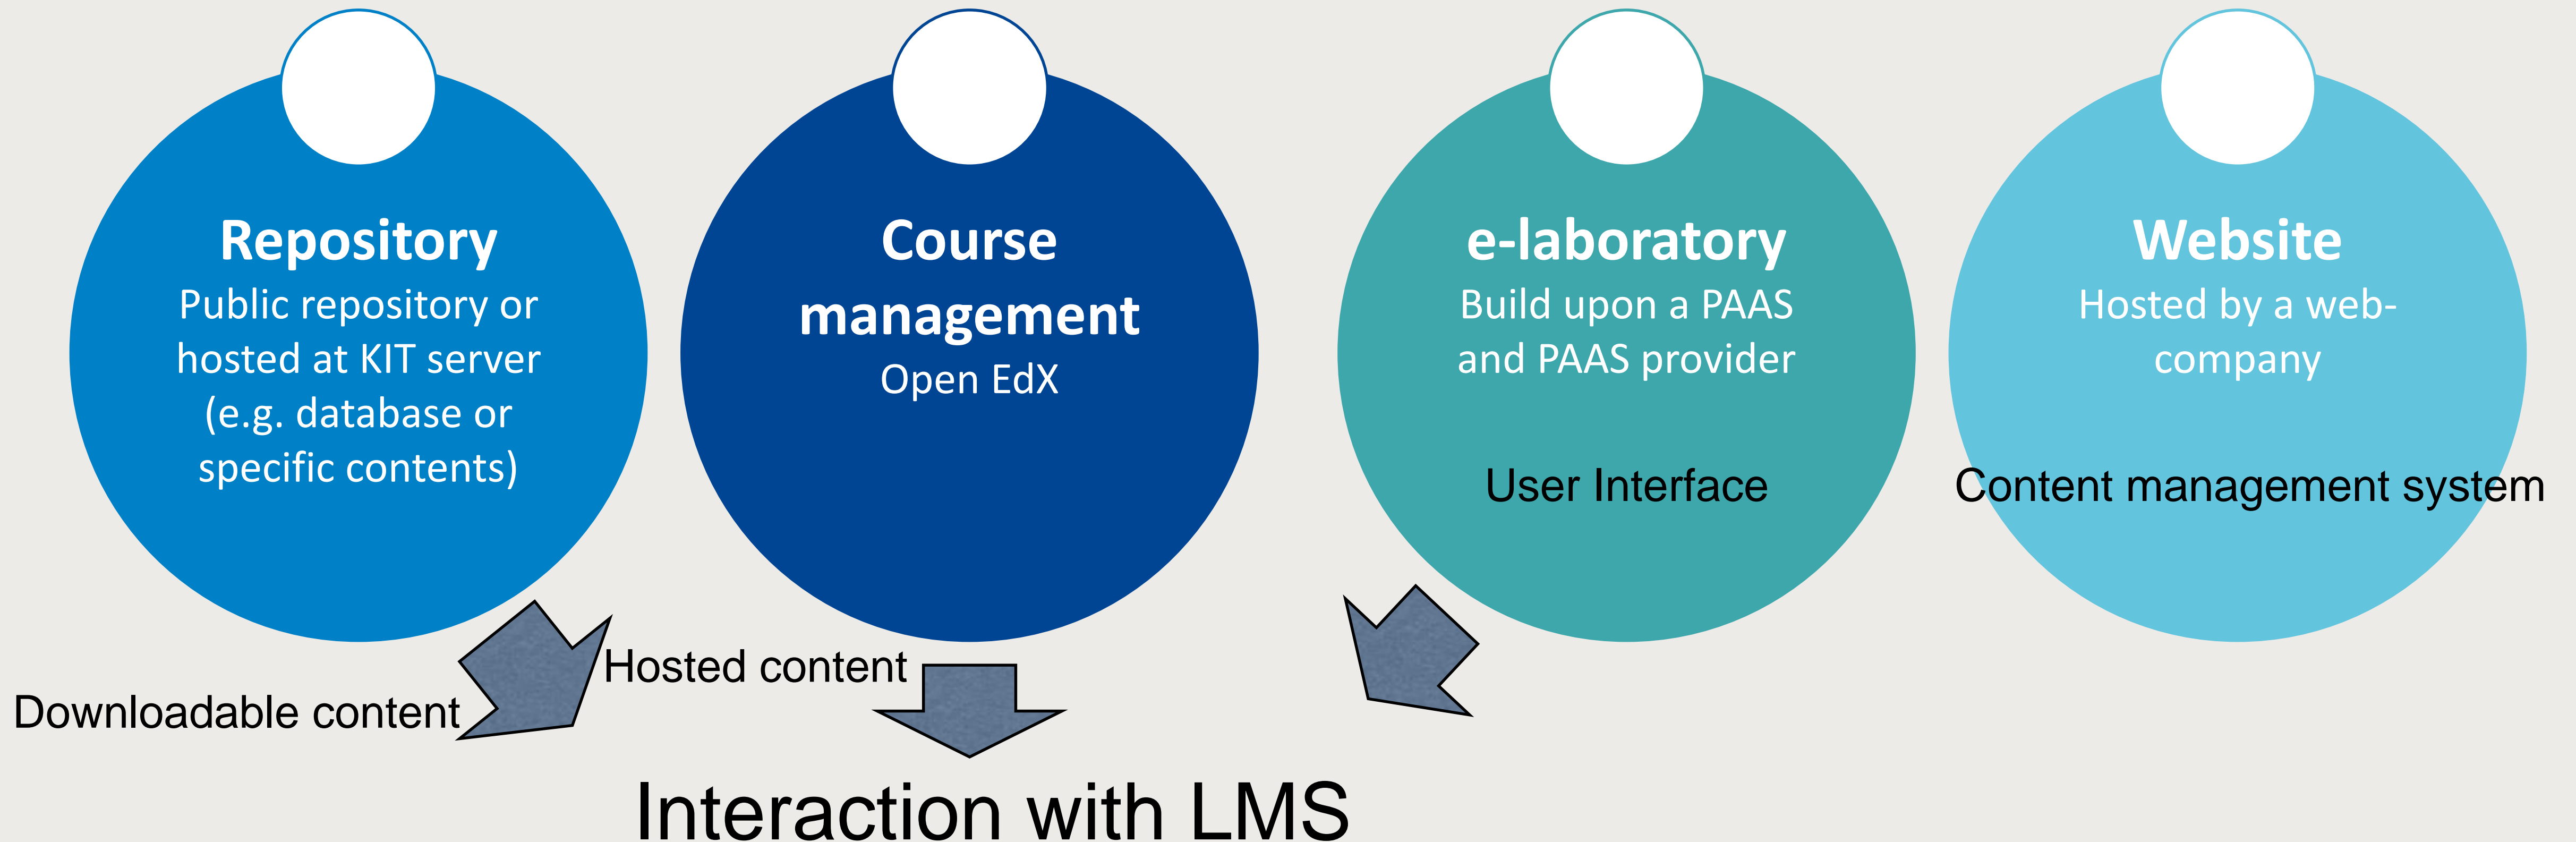 Repository
Public repository or
hosted at KIT server
(e.g. database or
specific contents)
Course
management
Open EdX
e-laboratory
Build upon a PAAS
and PAAS provider
User Interface
Website
Hosted by a web-
company
Content management system
Downloadable content
Hosted content
Interaction with LMS